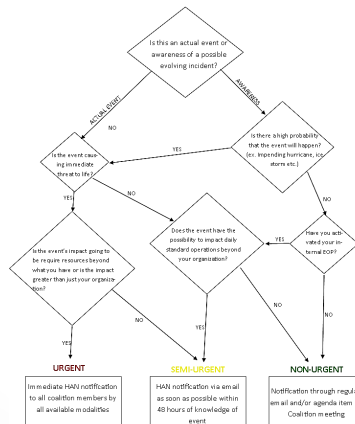 Is this an actual event or
awareness of a possible
evolving incident?
ACTUAL EVENT
AWARENESS
NO
Is there a high probability
that the event will happen?
(ex. Impending hurricane, ice
storm etc.)
YES
Is the event caus-
ing immediate
threat to life?
YES
NO
NO
Does the event have the
possibility to impact daily
standard operations beyond
your organization?
YES
Have you acti-
vated your in-
ternal EOP?
Is the event's impact going to
be require resources beyond
what you have or is the impact
greater than just your organiza-
tion?
NO
NO
NO
YES
YES
URGENT
SEMI-URGENT
NON-URGENT
Immediate HAN notification
to all coalition members by
all available modalities
HAN notification via email
as soon as possible within
48 hours of knowledge of
event
Notification through regula
email and/or agenda item
Coalition meeting